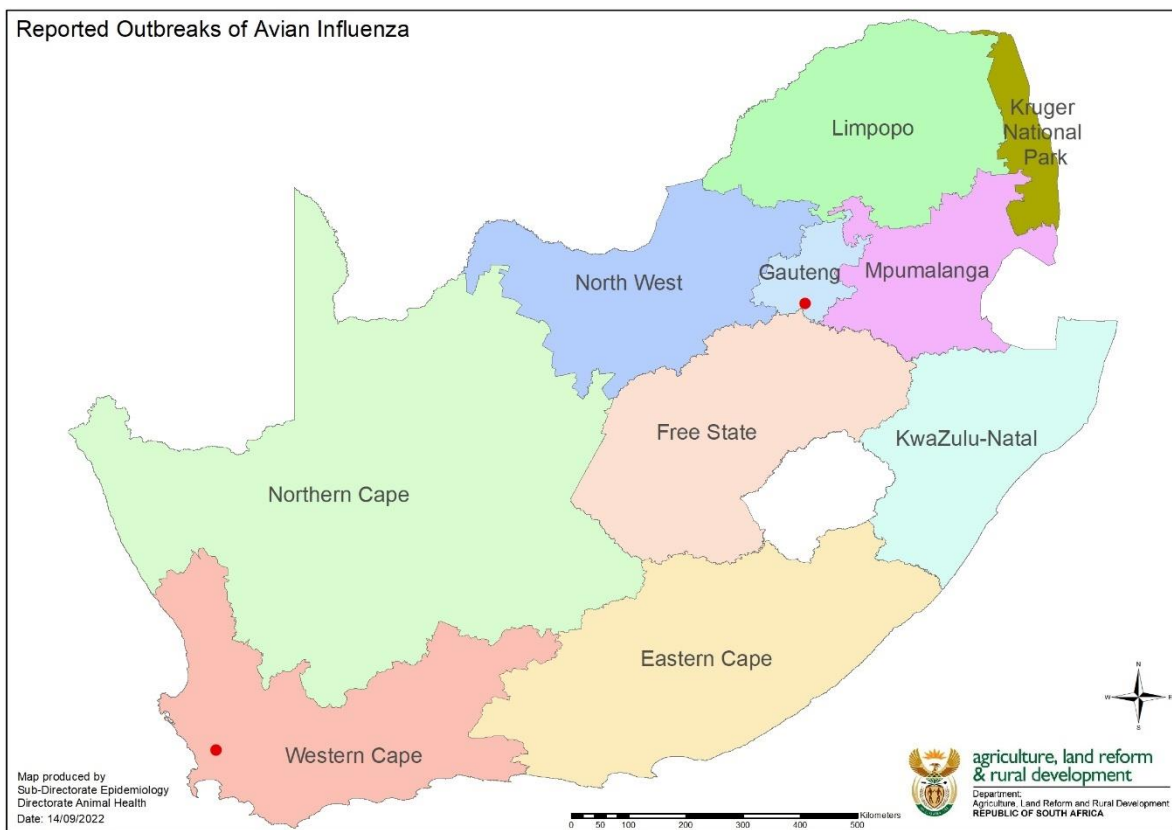 Reported Outbreaks of Avian Influenza
Limpopo
Kruger
National
Park
North West
Gauteng
Mpumalanga
Free State
KwaZulu-Natal
Northern Cape
Eastern Cape
Western Cape
N
W
E
S
Map produced by
Sub-Directorate Epidemiology
Directorate Animal Health
Date: 14/09/2022
Kilometers
0 50 100 200 300 400 500
agriculture, land reform
& rural development
Department:
Agriculture, Land Reform and Rural Development
REPUBLIC OF SOUTH AFRICA